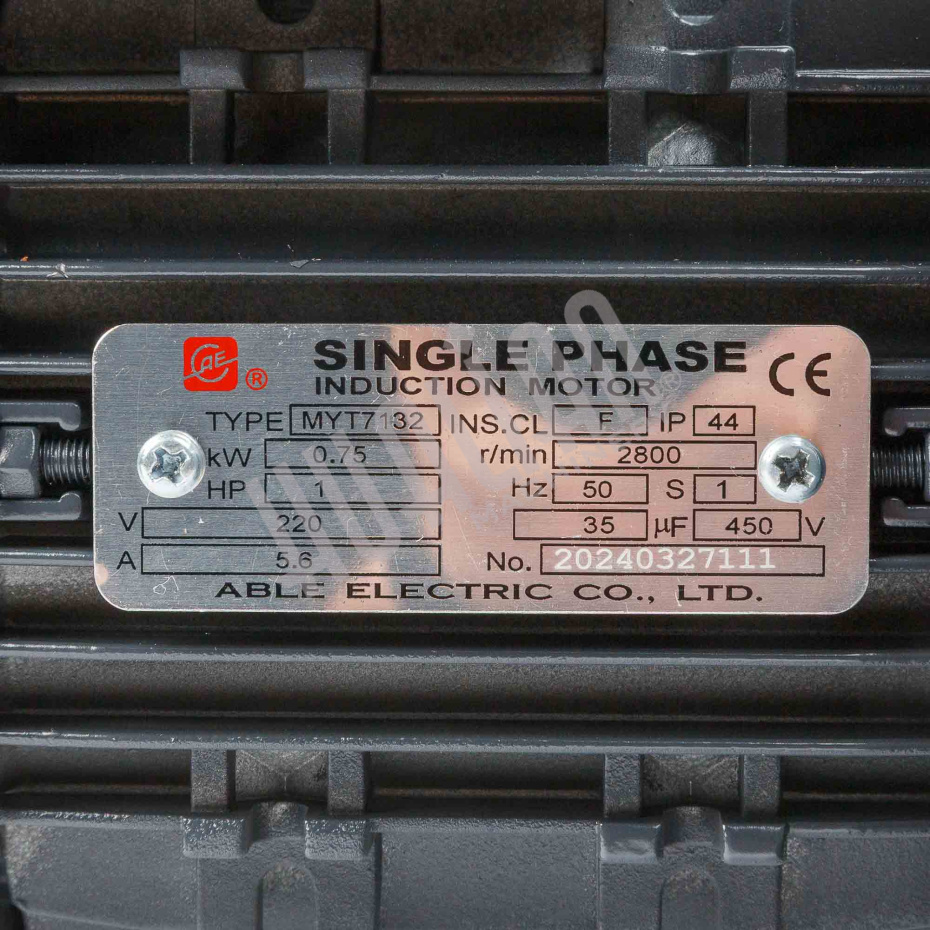 CAE ® SINGLE PHASE CE
INDUCTION MOTOR
TYPE MYT7132 INS.CL F IP 44
kW 0.75 r/min 2800
HP 1 Hz 50 S 1
V 220 35 μF 450 V
A 5.6 No. 20240327111
ABLE ELECTRIC CO., LTD.